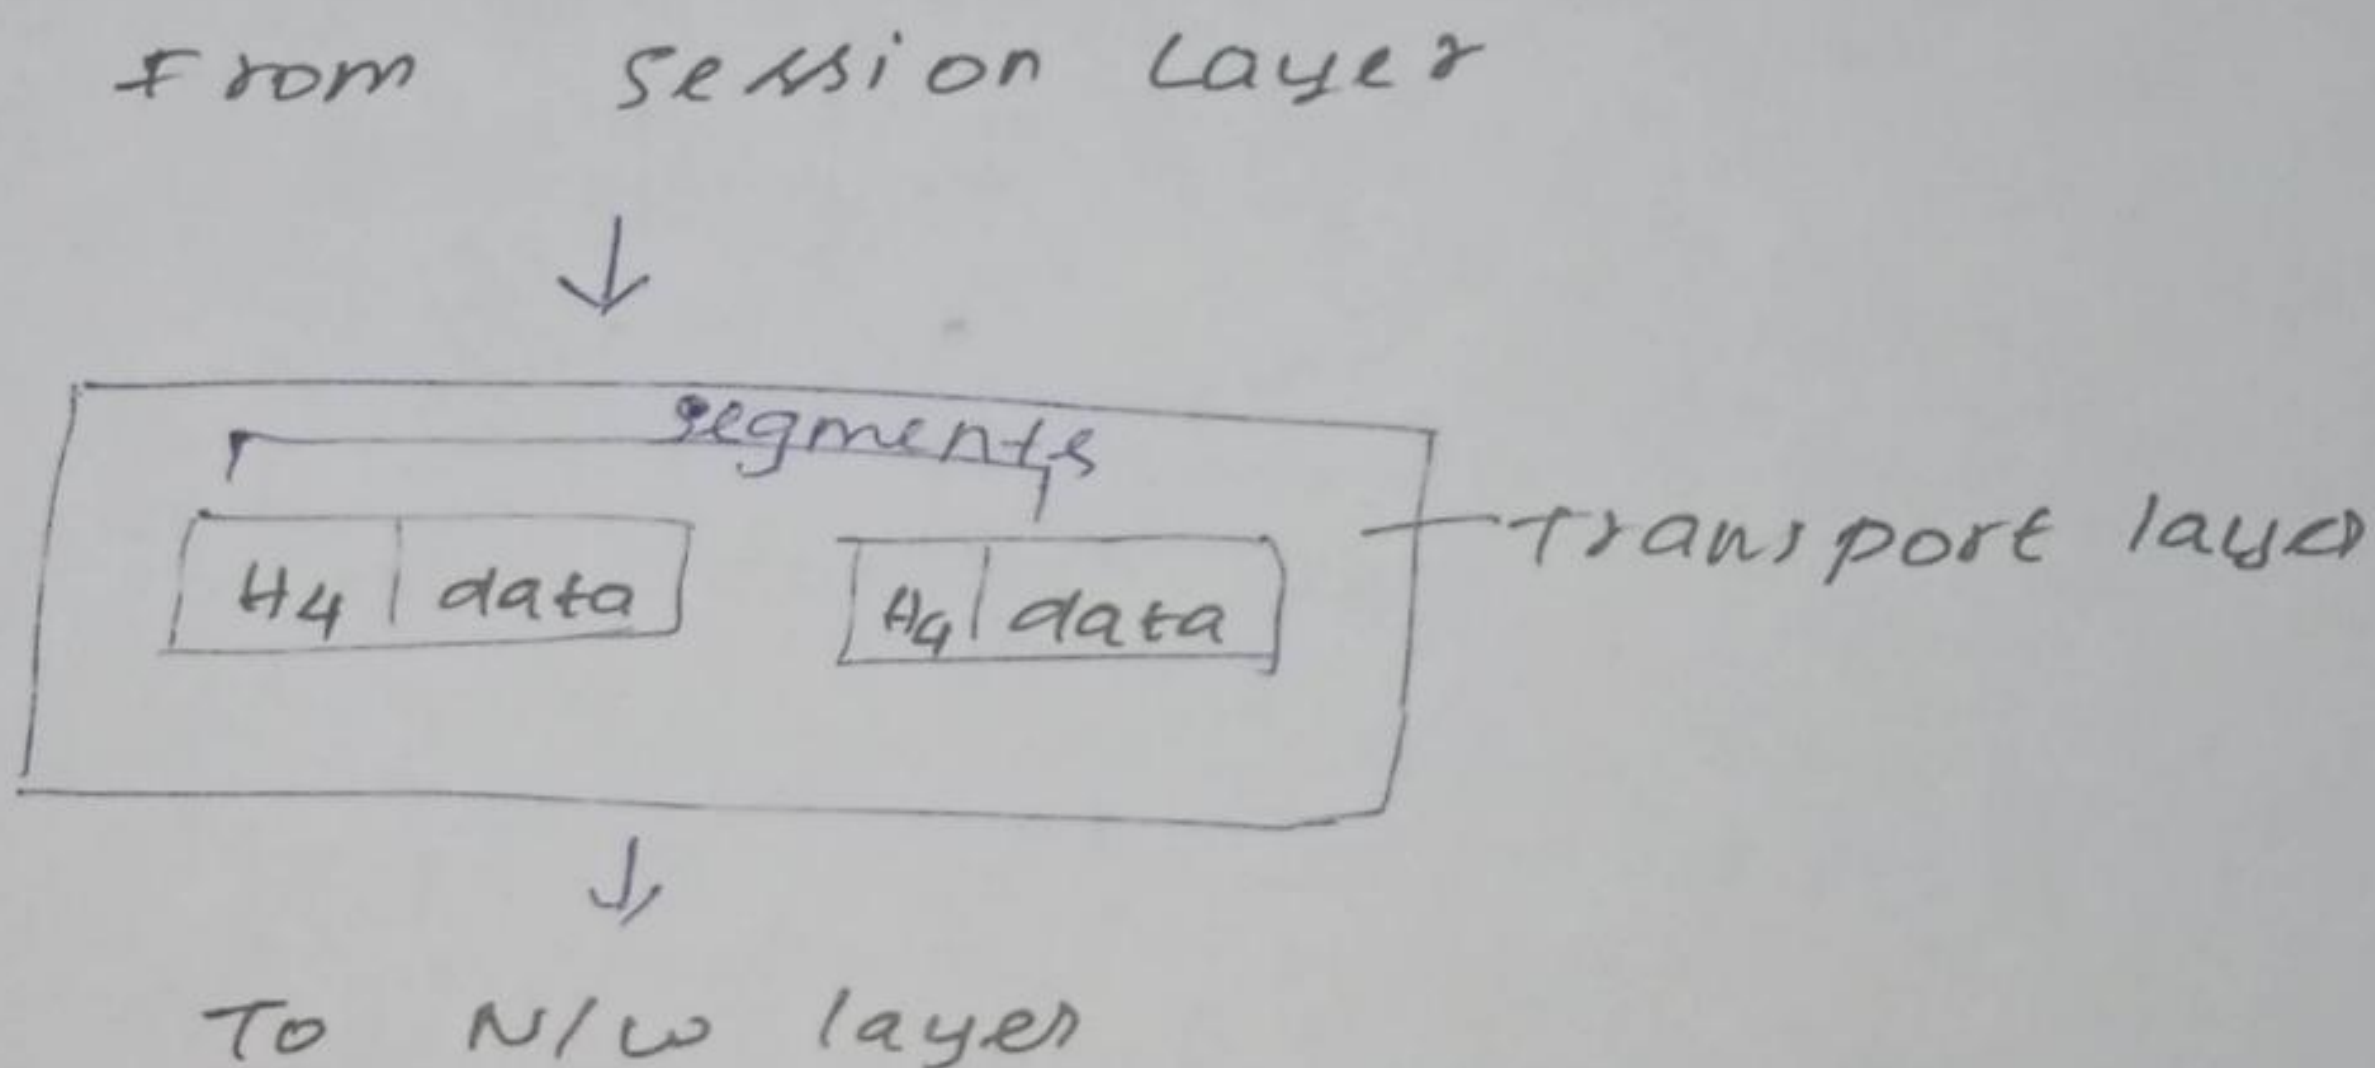 From session Layer
segments
H4 data H4 data
Transport layer
To N/W layer